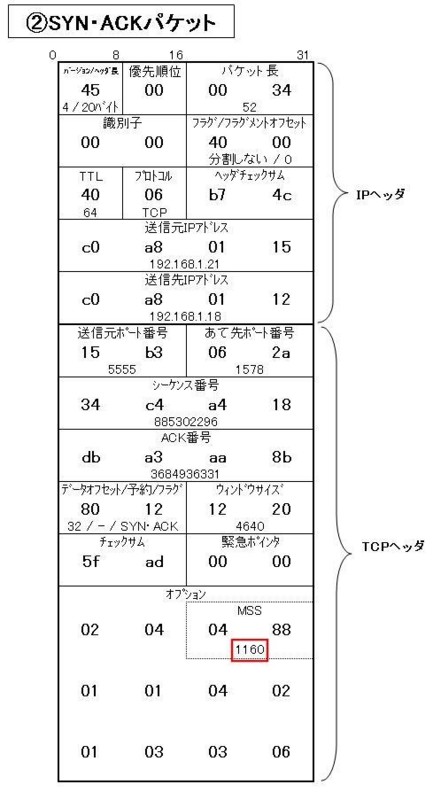 ②SYN・ACKパケット
0 8 16 31
ﾊﾞｰｼﾞｮﾝ/ﾍｯﾀﾞ長 優先順位 パケット長
45 00 00 34
4 / 20ﾊﾞｲﾄ 52
識別子 ﾌﾗｸﾞ/ﾌﾗｸﾞﾒﾝﾄｵﾌｾｯﾄ
00 00 40 00
分割しない / 0
TTL ﾌﾟﾛﾄｺﾙ ﾍｯﾀﾞﾁｪｯｸｻﾑ
40 06 b7 4c
64 TCP
送信元IPｱﾄﾞﾚｽ
c0 a8 01 15
192.168.1.21
送信先IPｱﾄﾞﾚｽ
c0 a8 01 12
192.168.1.18
IPヘッダ
送信元ﾎﾟｰﾄ番号 あて先ﾎﾟｰﾄ番号
15 b3 06 2a
5555 1578
ｼｰｹﾝｽ番号
34 c4 a4 18
885302296
ACK番号
db a3 aa 8b
3684936331
ﾃﾞｰﾀｵﾌｾｯﾄ/予約/ﾌﾗｸﾞ ｳｨﾝﾄﾞｳｻｲｽﾞ
80 12 12 20
32 / - / SYN・ACK 4640
ﾁｪｯｸｻﾑ 緊急ﾎﾟｲﾝﾀ
5f ad 00 00
ｵﾌﾟｼｮﾝ
MSS
02 04 04 88
1160
01 01 04 02
01 03 03 06
TCPヘッダ